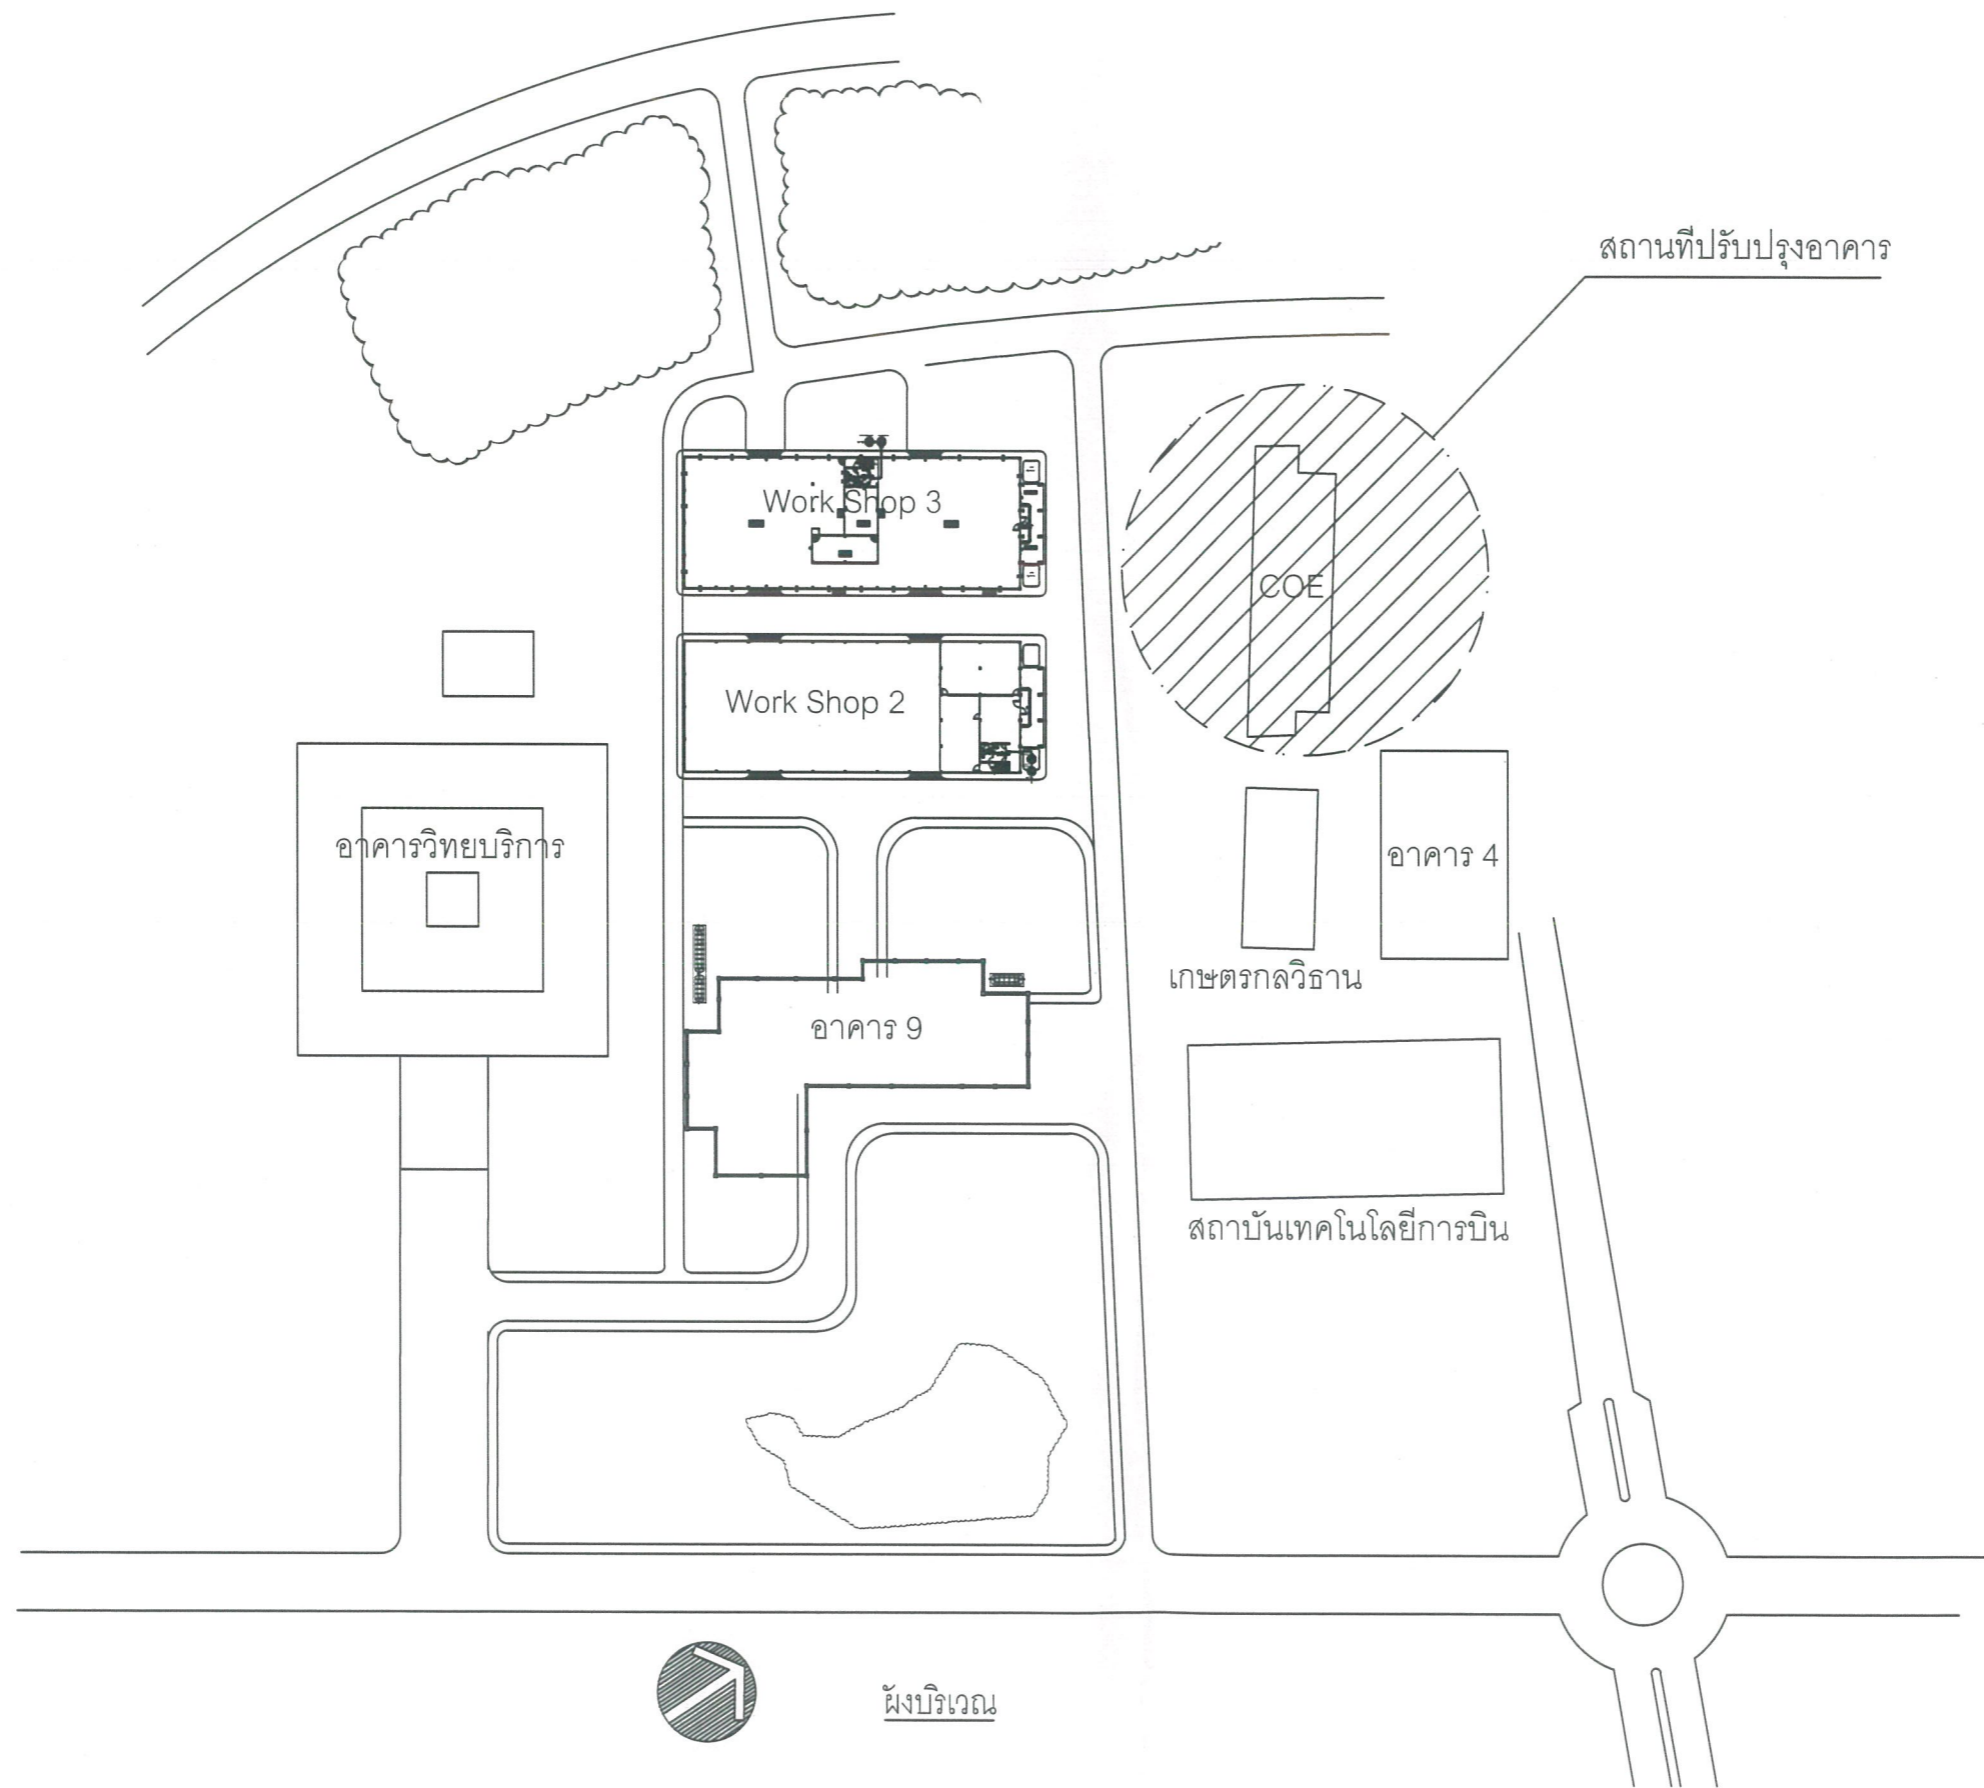 สถานที่ปรับปรุงอาคาร
Work Shop 3
COE
Work Shop 2
อาคารวิทยบริการ
อาคาร 4
เกษตรกลวิธาน
อาคาร 9
สถาบันเทคโนโลยีการบิน
ผังบริเวณ